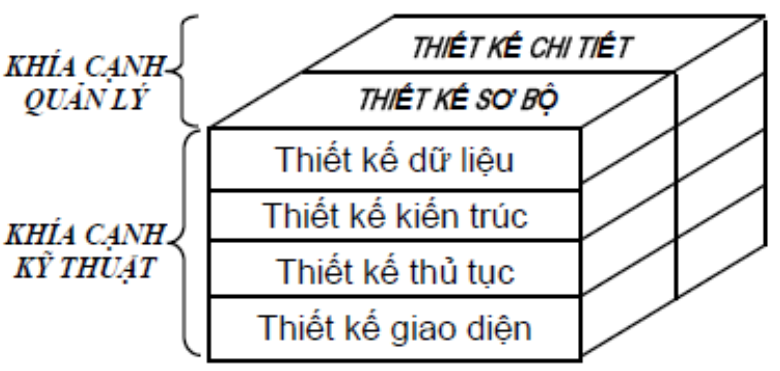 THIẾT KẾ CHI TIẾT
KHÍA CẠNH
QUẢN LÝ
THIẾT KẾ SƠ BỘ
Thiết kế dữ liệu
Thiết kế kiến trúc
KHÍA CẠNH
KỸ THUẬT
Thiết kế thủ tục
Thiết kế giao diện